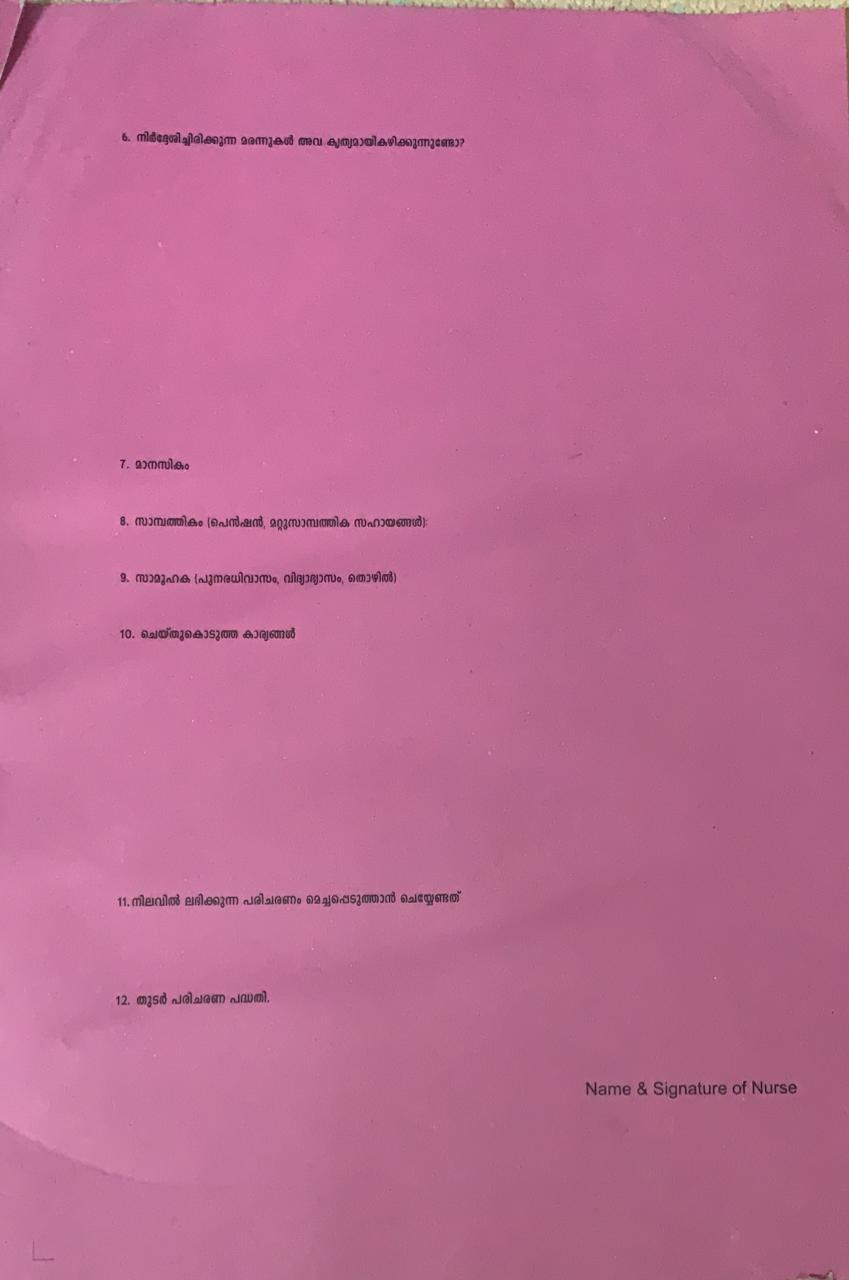 6. നിർദ്ദേശിച്ചിരിക്കുന്ന മരന്നുകൾ അവ കൃത്യമായികഴിക്കുന്നുണ്ടോ?
7. മാനസികം
8. സാമ്പത്തികം (പെൻഷൻ, മറ്റുസാമ്പത്തിക സഹായങ്ങൾ):
9. സാമൂഹക (പുനരധിവാസം, വിദ്യാഭ്യാസം, തൊഴിൽ)
10. ചെയ്തുകൊടുത്ത കാര്യങ്ങൾ
11. നിലവിൽ ലഭിക്കുന്ന പരിചരണം മെച്ചപ്പെടുത്താൻ ചെയ്യേണ്ടത്
12. തുടർ പരിചരണ പദ്ധതി.
Name & Signature of Nurse